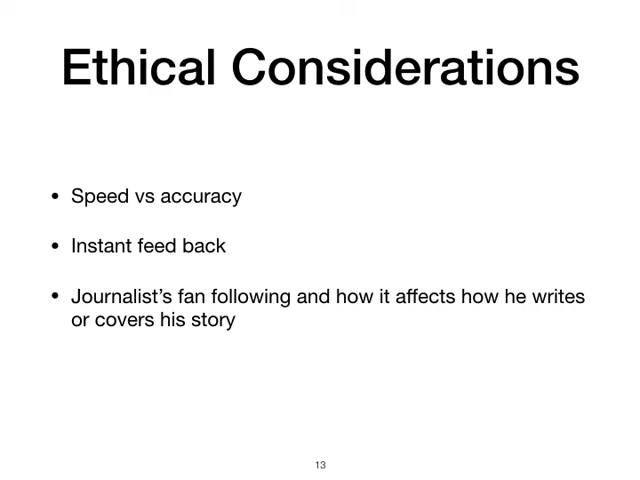 Ethical Considerations
• Speed vs accuracy
• Instant feed back
• Journalist’s fan following and how it affects how he writes
or covers his story
13